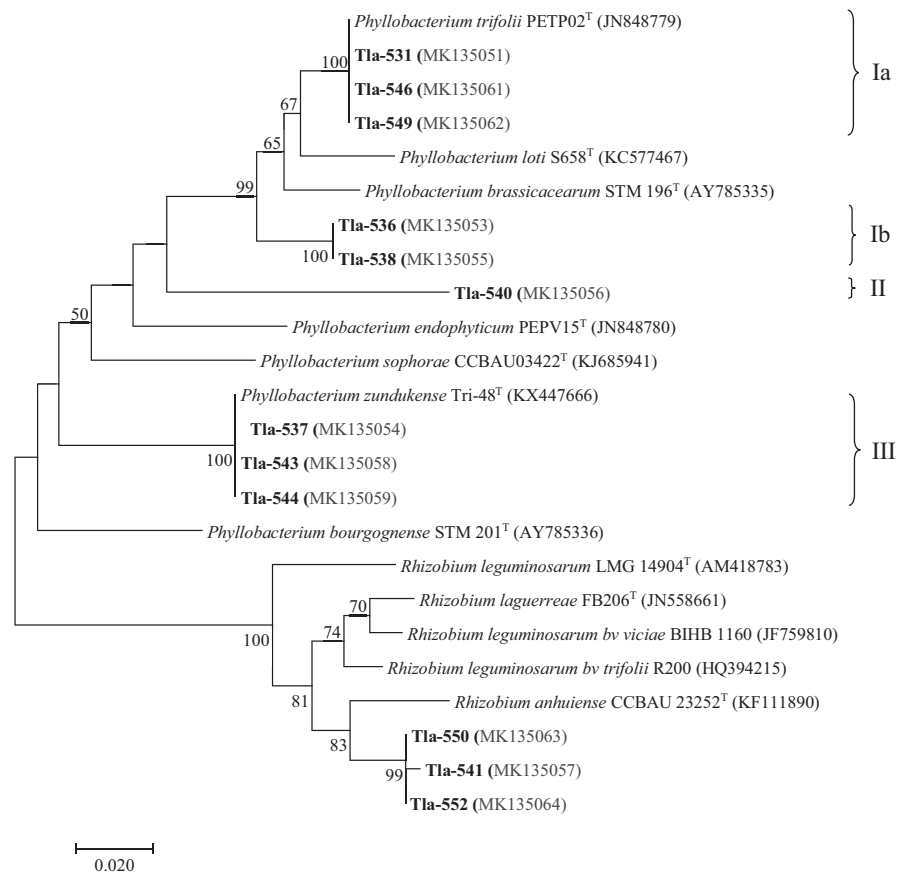 Phyllobacterium trifolii PETP02T (JN848779)
100
Tla-531 (MK135051)
Tla-546 (MK135061)
Ia
67
Tla-549 (MK135062)
65
Phyllobacterium loti S658T (KC577467)
99
Phyllobacterium brassicacearum STM 196T (AY785335)
Tla-536 (MK135053)
Ib
100
Tla-538 (MK135055)
Tla-540 (MK135056)
II
50
Phyllobacterium endophyticum PEPV15T (JN848780)
Phyllobacterium sophorae CCBAU03422T (KJ685941)
Phyllobacterium zundukense Tri-48T (KX447666)
Tla-537 (MK135054)
III
100
Tla-543 (MK135058)
Tla-544 (MK135059)
Phyllobacterium bourgognense STM 201T (AY785336)
Rhizobium leguminosarum LMG 14904T (AM418783)
70
Rhizobium laguerreae FB206T (JN558661)
100
74
Rhizobium leguminosarum bv viciae BIHB 1160 (JF759810)
Rhizobium leguminosarum bv trifolii R200 (HQ394215)
81
Rhizobium anhuiense CCBAU 23252T (KF111890)
83
Tla-550 (MK135063)
99
Tla-541 (MK135057)
Tla-552 (MK135064)
0.020